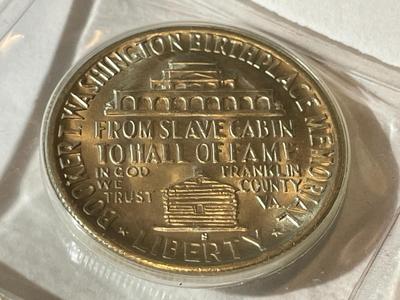 BOOKER T. WASHINGTON BIRTHPLACE MEMORIAL
FROM SLAVE CABIN
TO HALL OF FAME
IN GOD
WE
TRUST
FRANKLIN
COUNTY
VA.
S
LIBERTY